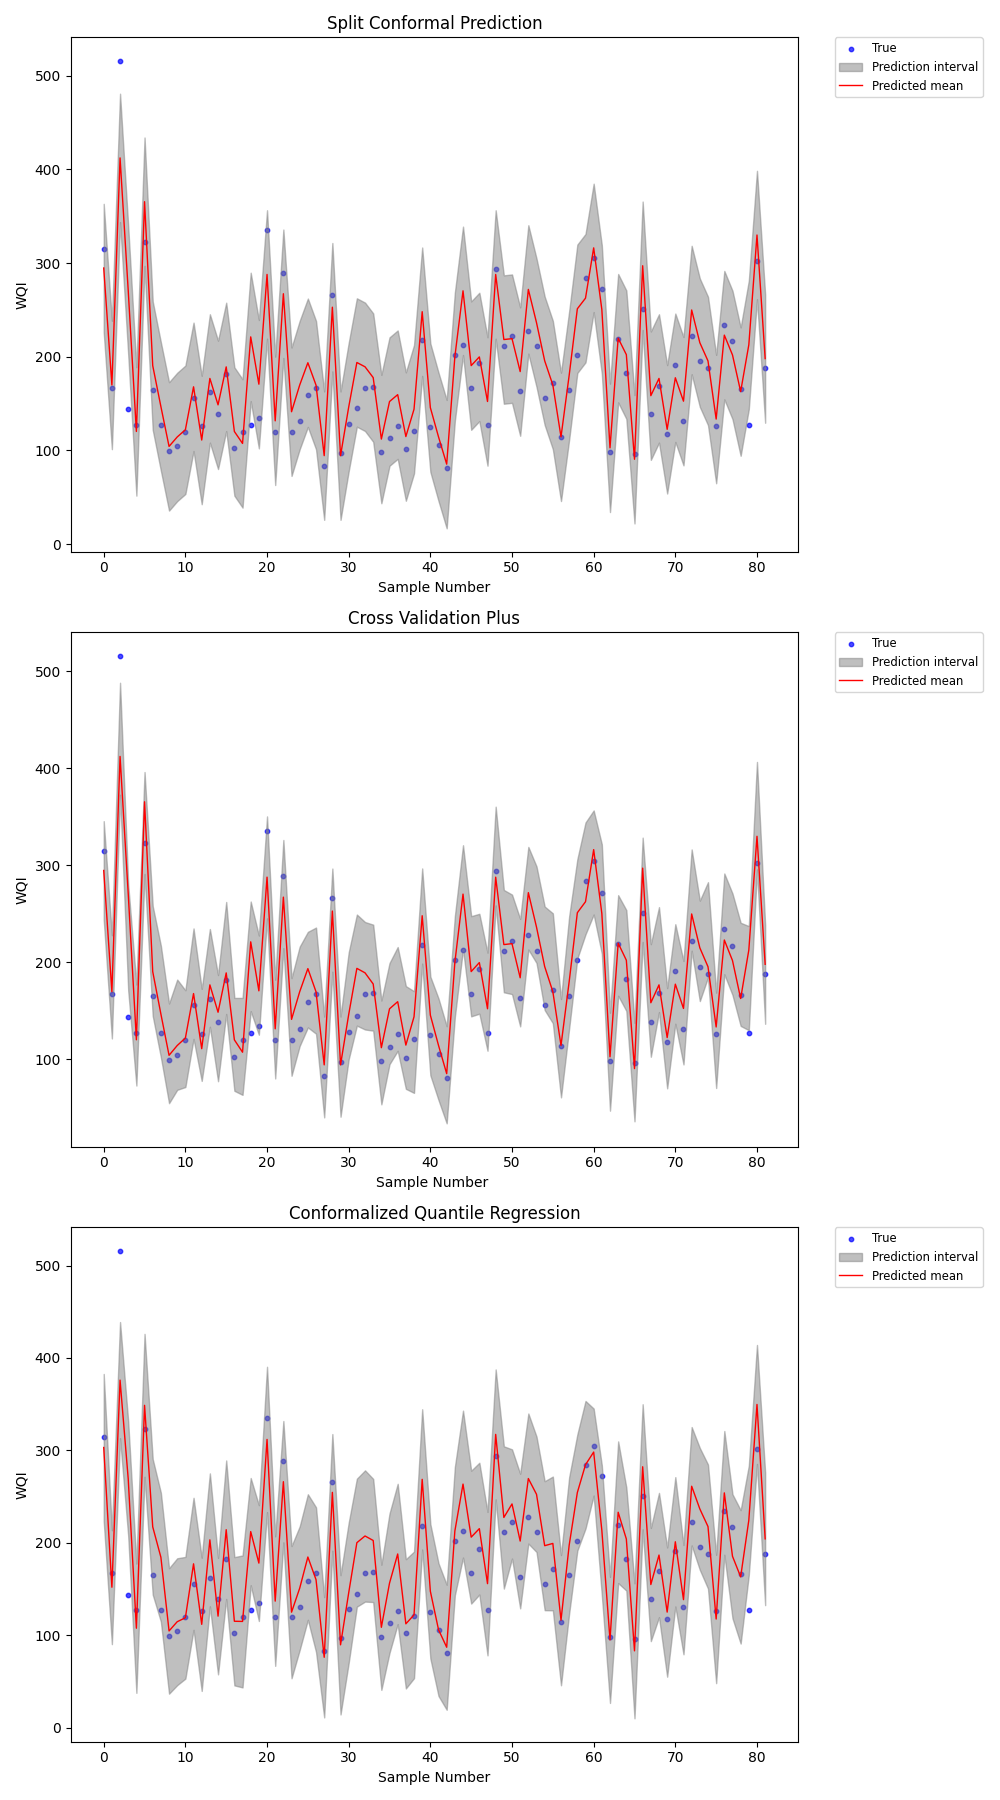 Split Conformal Prediction
True
Prediction interval
Predicted mean
500
400
300
200
100
0
WQI
0 10 20 30 40 50 60 70 80
Sample Number
Cross Validation Plus
True
Prediction interval
Predicted mean
500
400
300
200
100
WQI
0 10 20 30 40 50 60 70 80
Sample Number
Conformalized Quantile Regression
True
Prediction interval
Predicted mean
500
400
300
200
100
0
WQI
0 10 20 30 40 50 60 70 80
Sample Number